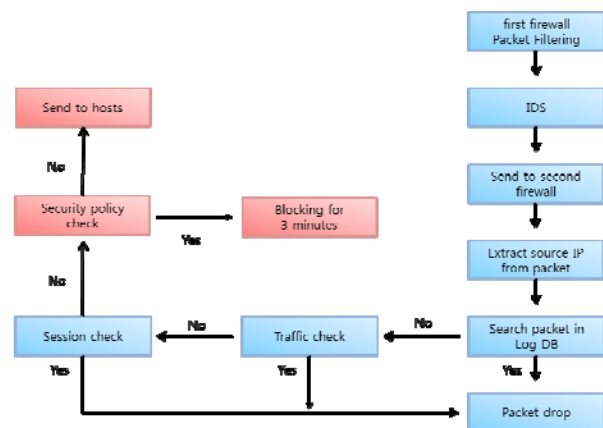 first firewall
Packet Filtering
Send to hosts
IDS
No
Send to second
firewall
Security policy
check
Blocking for
3 minutes
Yes
Extract source IP
from packet
No
Session check
No
Traffic check
No
Search packet in
Log DB
Yes
Yes
Yes
Packet drop